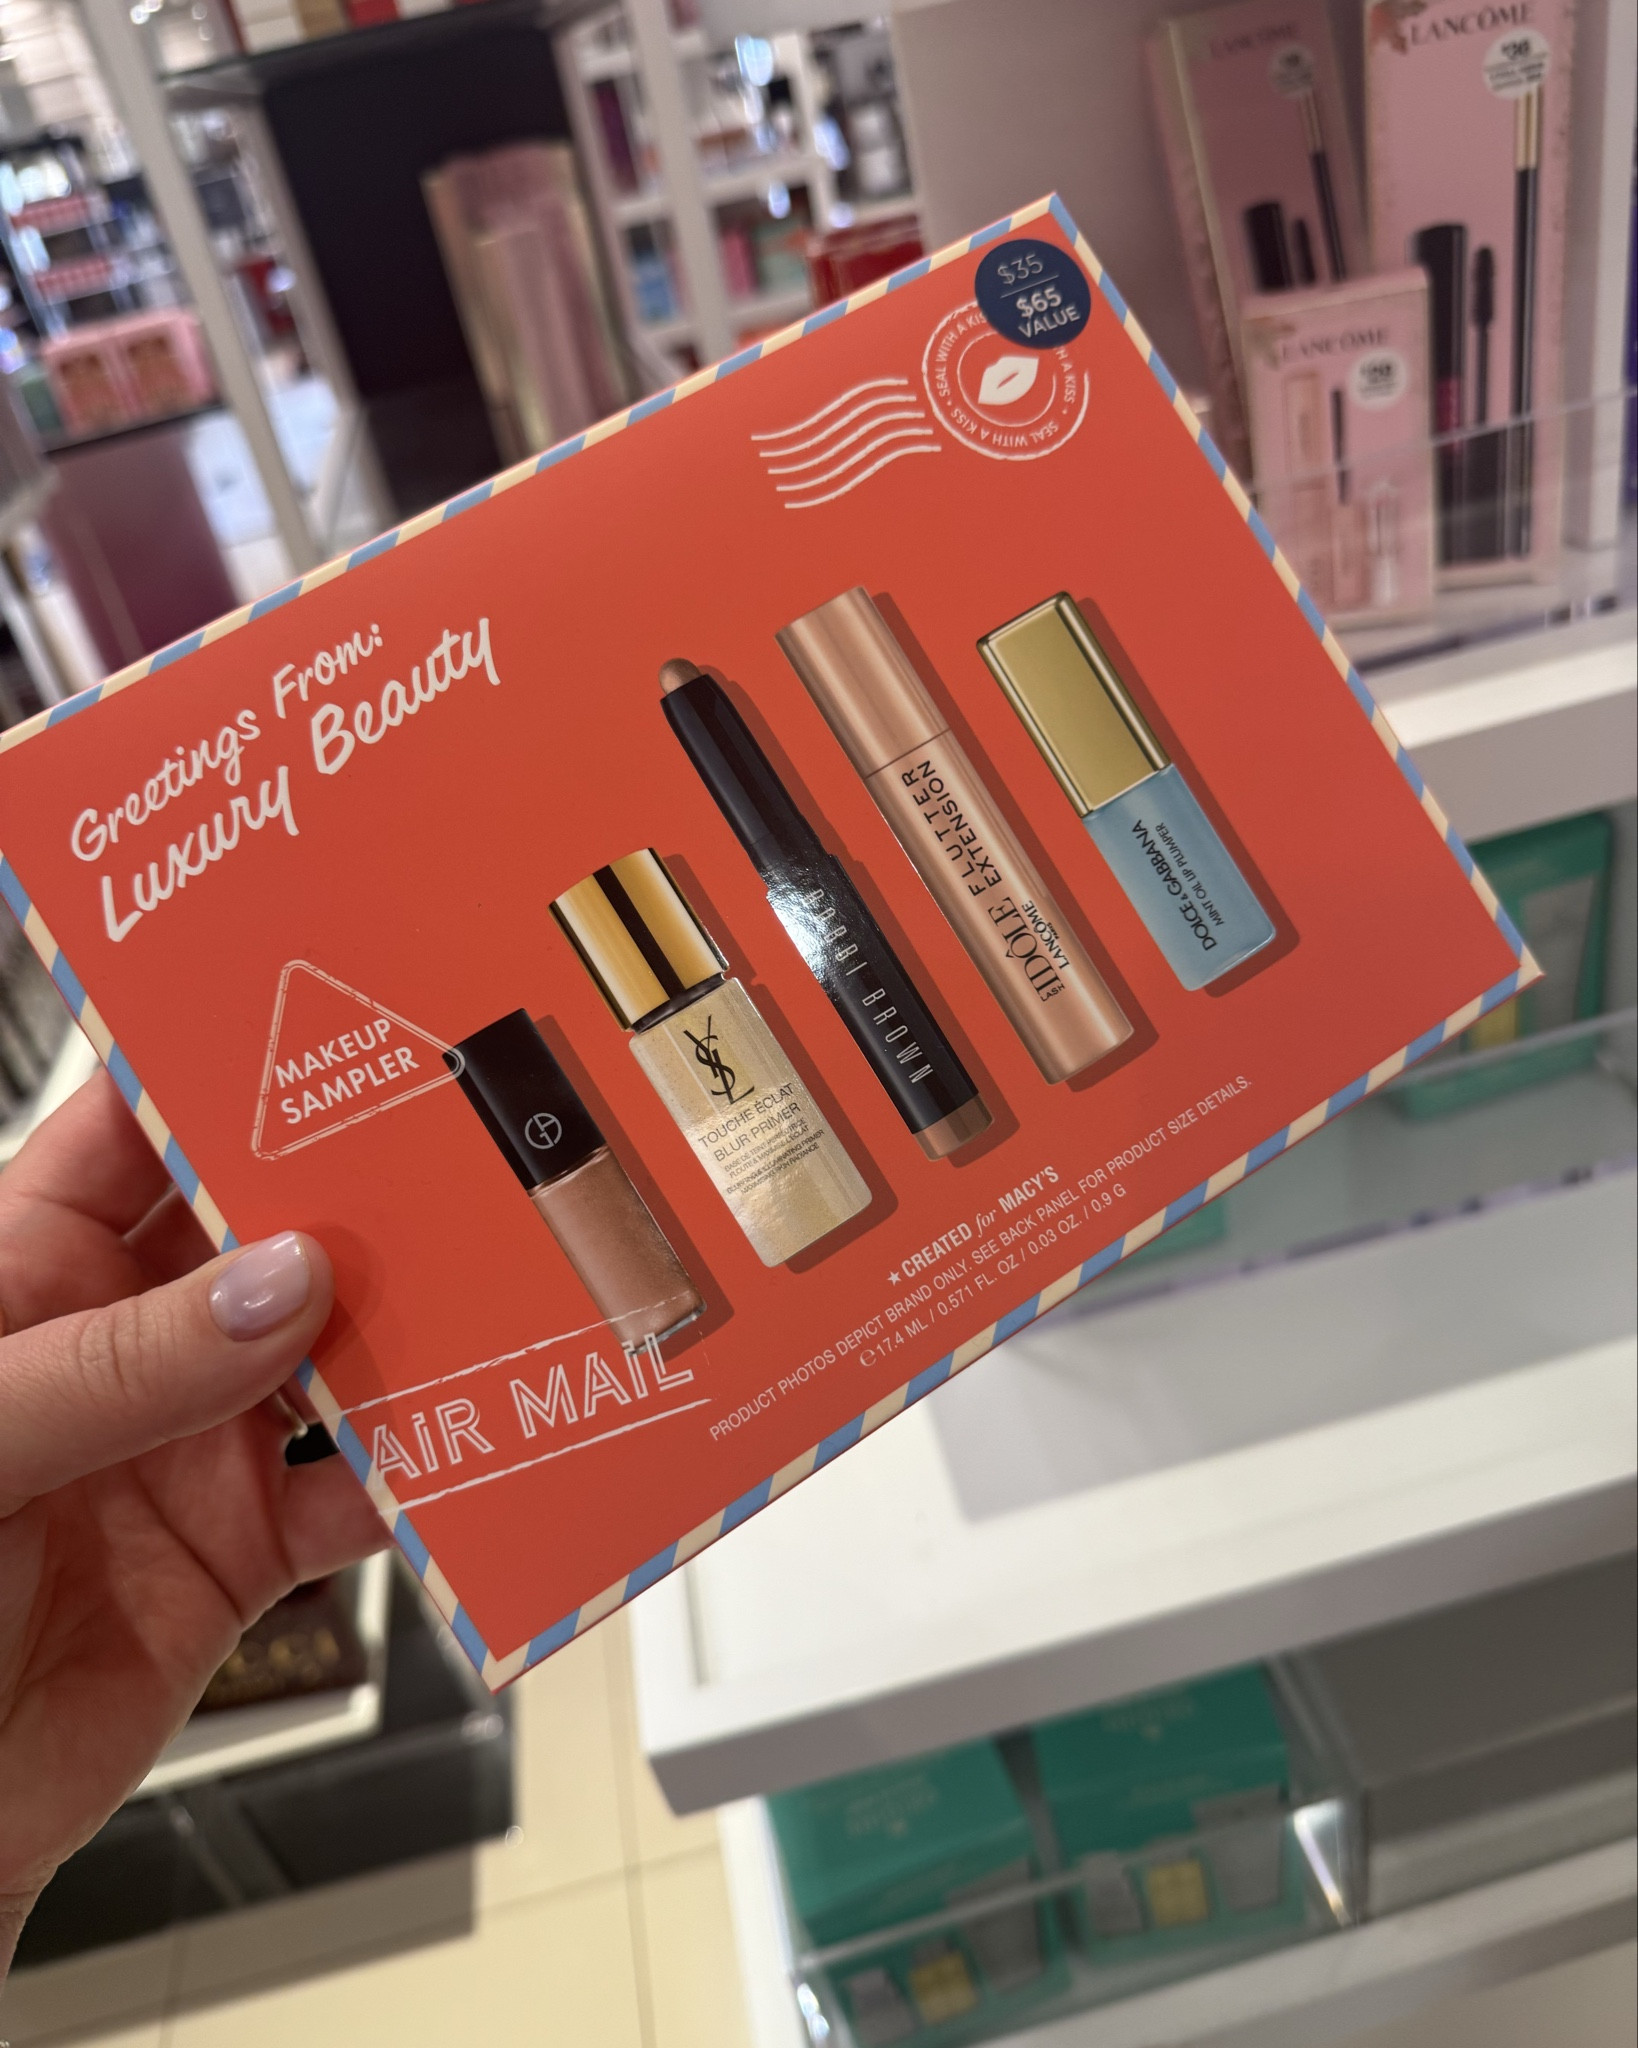 LANCÔME
LANCÔME
$35
$65
VALUE
SEAL WITH A KISS • SEAL WITH A KISS •
LANCÔME
Greetings From:
Luxury Beauty
MAKEUP
SAMPLER
GA
YSL
TOUCHE ÉCLAT
BLUR PRIMER
BOBBI BROWN
LASH IDÔLE FLUTTER
EXTENSION
LANCÔME
DOLCE & GABBANA
MINT OIL LIP PLUMPER
★ CREATED for MACY'S
PRODUCT PHOTOS DEPICT BRAND ONLY. SEE BACK PANEL FOR PRODUCT SIZE DETAILS.
℮ 17.4 ML / 0.571 FL. OZ / 0.03 OZ. / 0.9 G
AIR MAIL